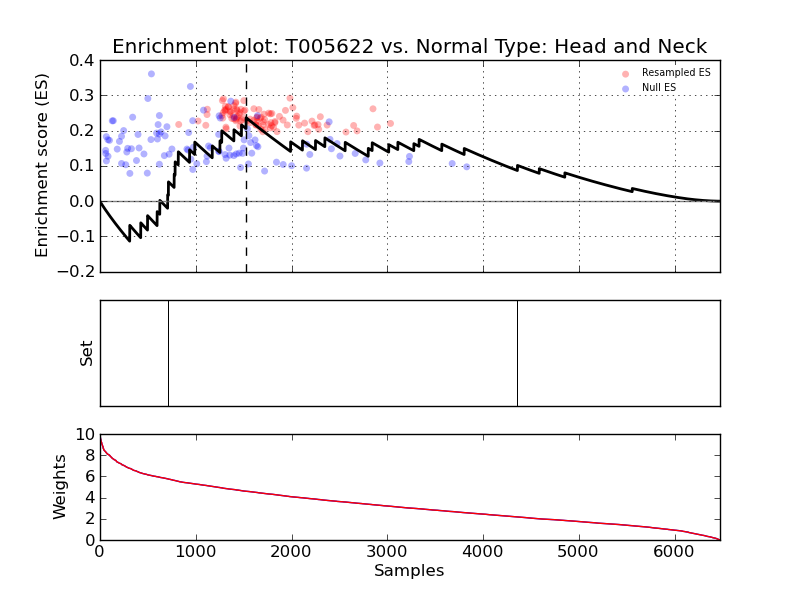 Enrichment plot: T005622 vs. Normal Type: Head and Neck
Enrichment score (ES)
0.4
0.3
0.2
0.1
0.0
−0.1
−0.2
Resampled ES
Null ES
Set
Weights
10
8
6
4
2
0
0 1000 2000 3000 4000 5000 6000
Samples